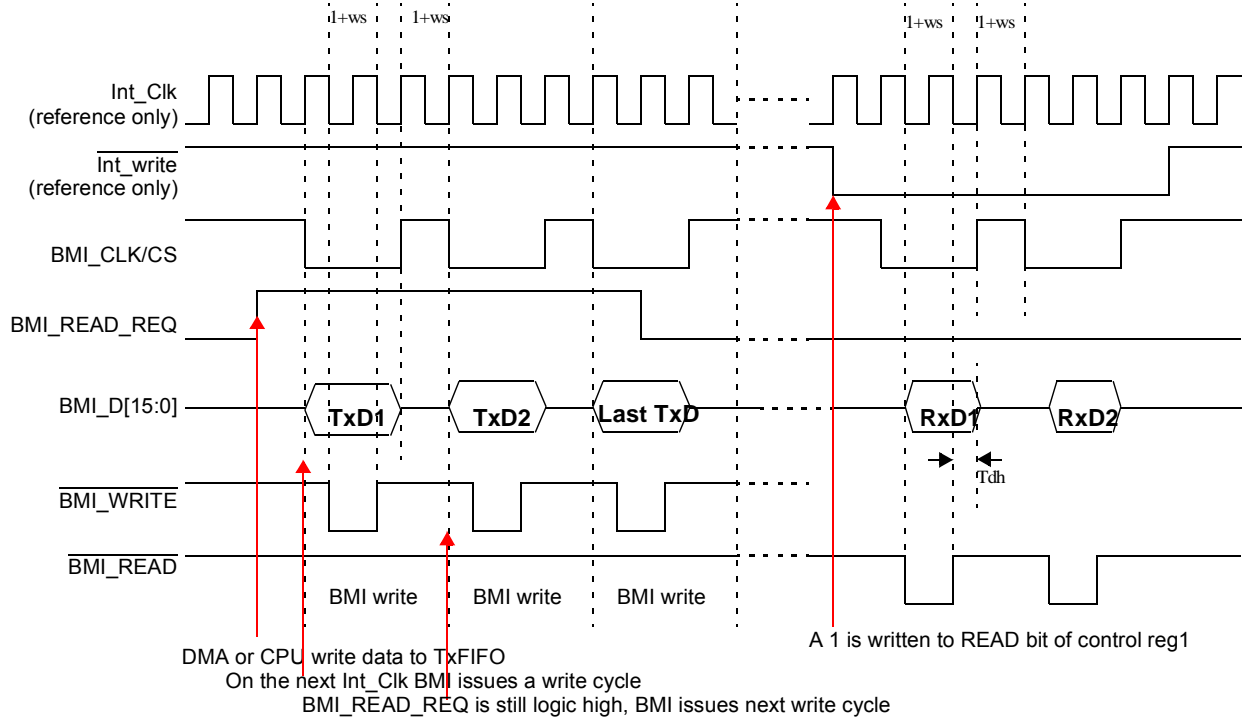 1+ws 1+ws 1+ws 1+ws
Int_Clk
(reference only)
Int_write
(reference only)
BMI_CLK/CS
BMI_READ_REQ
BMI_D[15:0] TxD1 TxD2 Last TxD RxD1 RxD2
Tdh
BMI_WRITE
BMI_READ
BMI write BMI write BMI write
A 1 is written to READ bit of control reg1
DMA or CPU write data to TxFIFO
On the next Int_Clk BMI issues a write cycle
BMI_READ_REQ is still logic high, BMI issues next write cycle